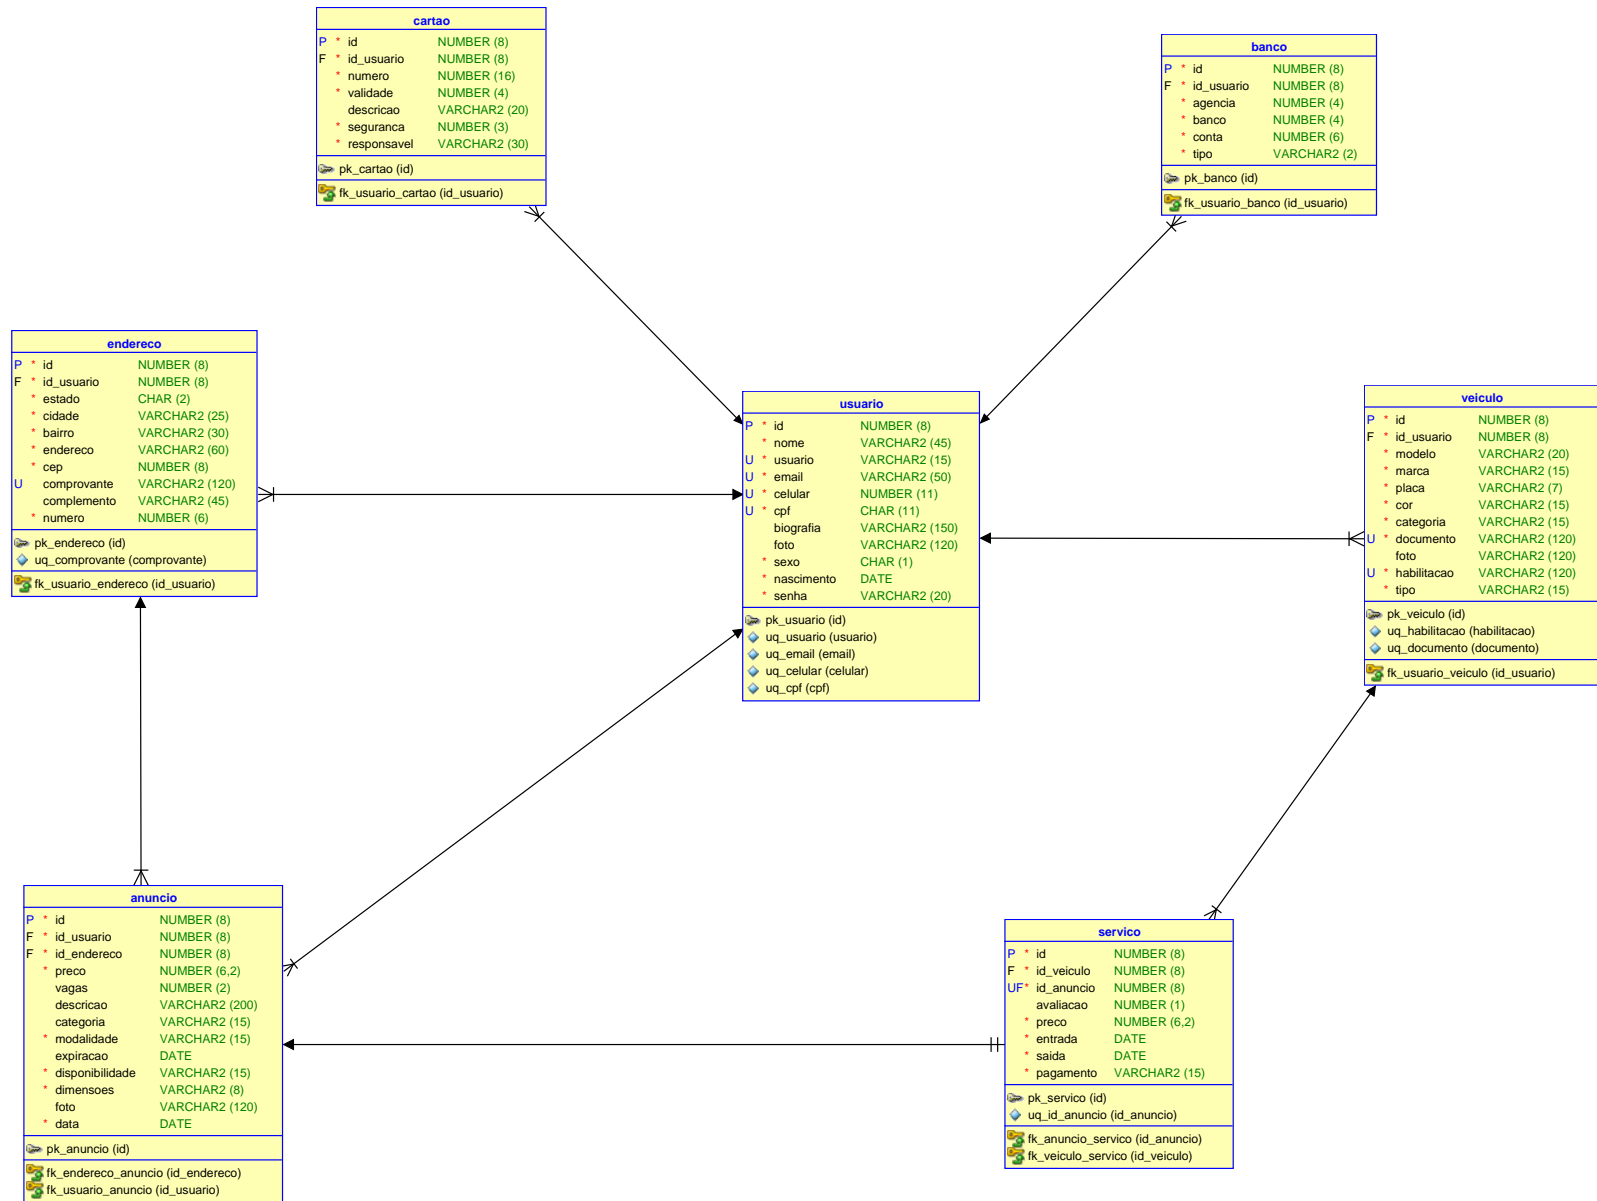 cartao
P * id NUMBER (8)
F * id_usuario NUMBER (8)
* numero NUMBER (16)
* validade NUMBER (4)
descricao VARCHAR2 (20)
* seguranca NUMBER (3)
* responsavel VARCHAR2 (30)
pk_cartao (id)
fk_usuario_cartao (id_usuario)
banco
P * id NUMBER (8)
F * id_usuario NUMBER (8)
* agencia NUMBER (4)
* banco NUMBER (4)
* conta NUMBER (6)
* tipo VARCHAR2 (2)
pk_banco (id)
fk_usuario_banco (id_usuario)
endereco
P * id NUMBER (8)
F * id_usuario NUMBER (8)
* estado CHAR (2)
* cidade VARCHAR2 (25)
* bairro VARCHAR2 (30)
* endereco VARCHAR2 (60)
* cep NUMBER (8)
U comprovante VARCHAR2 (120)
complemento VARCHAR2 (45)
* numero NUMBER (6)
pk_endereco (id)
uq_comprovante (comprovante)
fk_usuario_endereco (id_usuario)
usuario
P * id NUMBER (8)
* nome VARCHAR2 (45)
U * usuario VARCHAR2 (15)
U * email VARCHAR2 (50)
U * celular NUMBER (11)
U * cpf CHAR (11)
biografia VARCHAR2 (150)
foto VARCHAR2 (120)
* sexo CHAR (1)
* nascimento DATE
* senha VARCHAR2 (20)
pk_usuario (id)
uq_usuario (usuario)
uq_email (email)
uq_celular (celular)
uq_cpf (cpf)
veiculo
P * id NUMBER (8)
F * id_usuario NUMBER (8)
* modelo VARCHAR2 (20)
* marca VARCHAR2 (15)
* placa VARCHAR2 (7)
* cor VARCHAR2 (15)
* categoria VARCHAR2 (15)
U * documento VARCHAR2 (120)
foto VARCHAR2 (120)
U * habilitacao VARCHAR2 (120)
* tipo VARCHAR2 (15)
pk_veiculo (id)
uq_habilitacao (habilitacao)
uq_documento (documento)
fk_usuario_veiculo (id_usuario)
anuncio
P * id NUMBER (8)
F * id_usuario NUMBER (8)
F * id_endereco NUMBER (8)
* preco NUMBER (6,2)
vagas NUMBER (2)
descricao VARCHAR2 (200)
categoria VARCHAR2 (15)
* modalidade VARCHAR2 (15)
expiracao DATE
* disponibilidade VARCHAR2 (15)
* dimensoes VARCHAR2 (8)
foto VARCHAR2 (120)
* data DATE
pk_anuncio (id)
fk_endereco_anuncio (id_endereco)
fk_usuario_anuncio (id_usuario)
servico
P * id NUMBER (8)
F * id_veiculo NUMBER (8)
UF* id_anuncio NUMBER (8)
avaliacao NUMBER (1)
* preco NUMBER (6,2)
* entrada DATE
* saida DATE
* pagamento VARCHAR2 (15)
pk_servico (id)
uq_id_anuncio (id_anuncio)
fk_anuncio_servico (id_anuncio)
fk_veiculo_servico (id_veiculo)